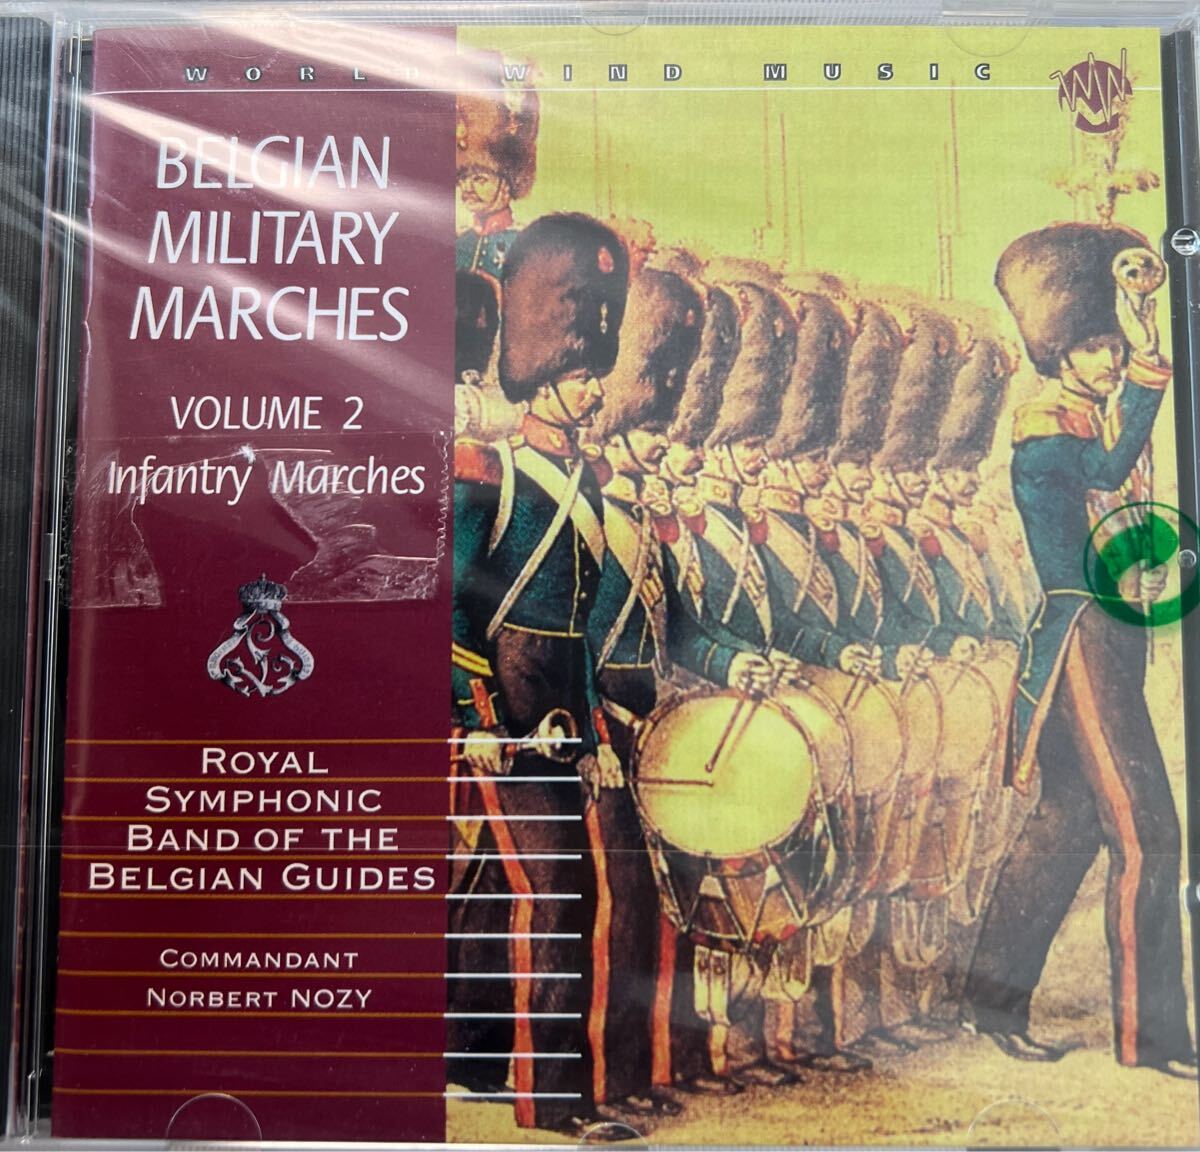 WORLD WIND MUSIC
BELGIAN
MILITARY
MARCHES
VOLUME 2
Infantry Marches
ROYAL
SYMPHONIC
BAND OF THE
BELGIAN GUIDES
COMMANDANT
NORBERT NOZY